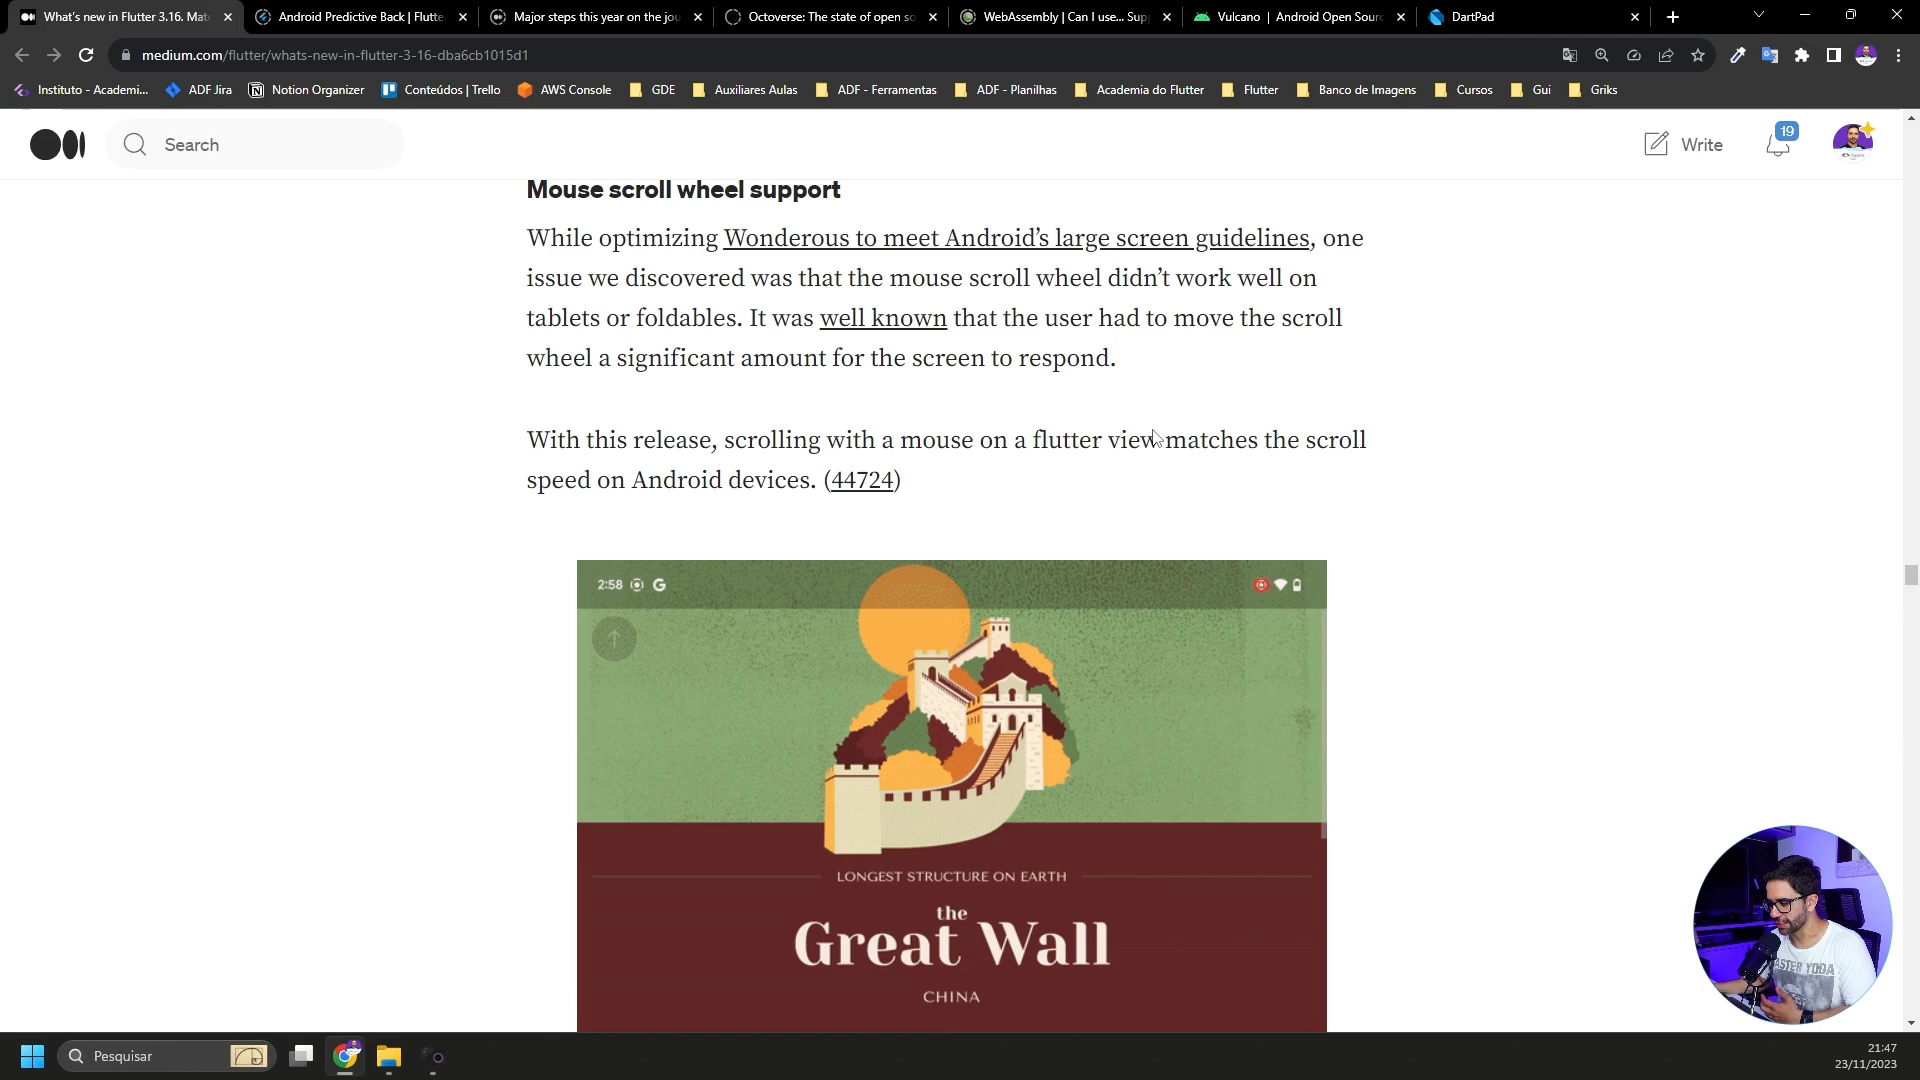 What's new in Flutter 3.16. Mat
Android Predictive Back | Flutte
Major steps this year on the jou
Octoverse: The state of open so
WebAssembly | Can I use... Sup
Vulcano | Android Open Sourc
DartPad
medium.com/flutter/whats-new-in-flutter-3-16-dba6cb1015d1
Instituto - Academi...
ADF Jira
Notion Organizer
Conteúdos | Trello
AWS Console
GDE
Auxiliares Aulas
ADF - Ferramentas
ADF - Planilhas
Academia do Flutter
Flutter
Banco de Imagens
Cursos
Gui
Griks
Search
Write
19
Mouse scroll wheel support
While optimizing Wonderous to meet Android’s large screen guidelines, one
issue we discovered was that the mouse scroll wheel didn’t work well on
tablets or foldables. It was well known that the user had to move the scroll
wheel a significant amount for the screen to respond.
With this release, scrolling with a mouse on a flutter view matches the scroll
speed on Android devices. (44724)
2:58
LONGEST STRUCTURE ON EARTH
the
Great Wall
CHINA
Pesquisar
21:47
23/11/2023